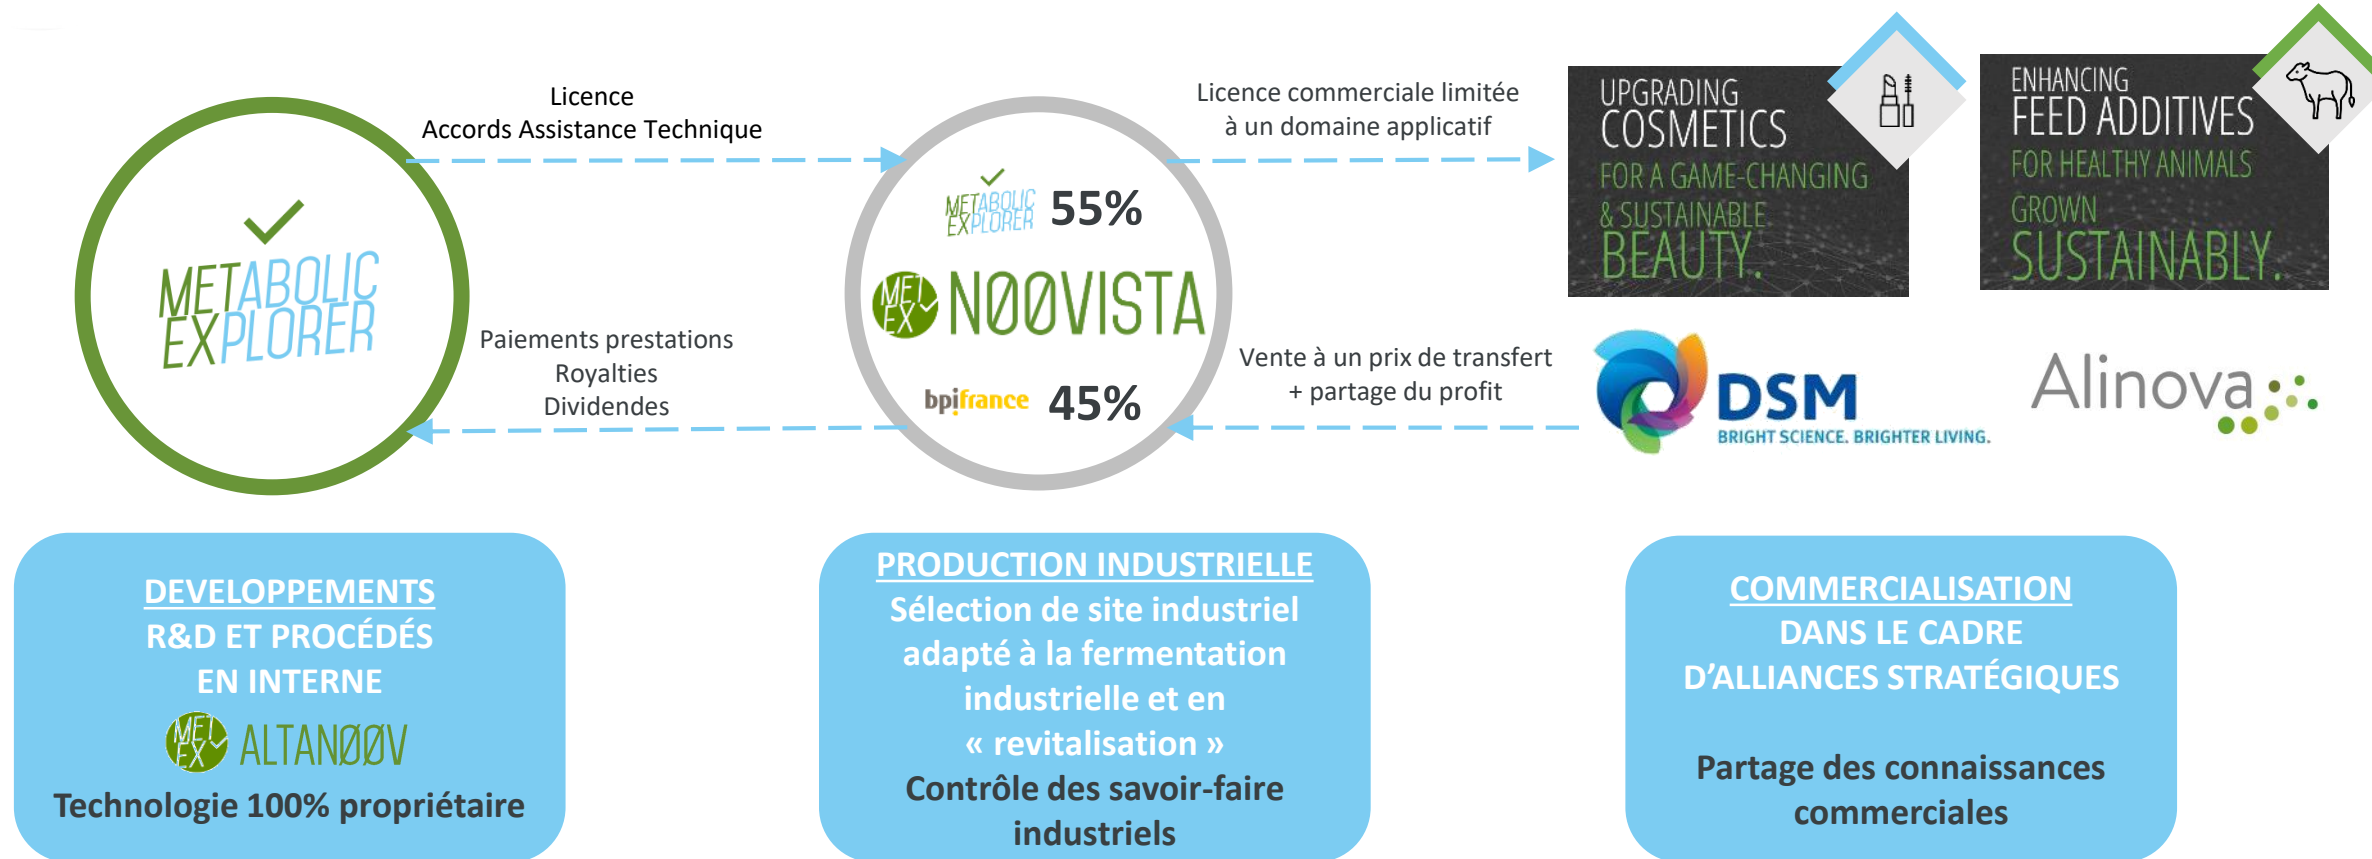 METABOLIC
EXPLORER
Licence
Accords Assistance Technique
Paiements prestations
Royalties
Dividendes
METABOLIC
EXPLORER
55%
MET
EX
NØØVISTA
bpifrance
45%
Licence commerciale limitée
à un domaine applicatif
Vente à un prix de transfert
+ partage du profit
UPGRADING
COSMETICS
FOR A GAME-CHANGING
& SUSTAINABLE
BEAUTY.
ENHANCING
FEED ADDITIVES
FOR HEALTHY ANIMALS
GROWN
SUSTAINABLY.
DSM
BRIGHT SCIENCE. BRIGHTER LIVING.
Alinova
DEVELOPPEMENTS
R&D ET PROCÉDÉS
EN INTERNE
MET
EX
ALTANØØV
Technologie 100% propriétaire
PRODUCTION INDUSTRIELLE
Sélection de site industriel
adapté à la fermentation
industrielle et en
« revitalisation »
Contrôle des savoir-faire
industriels
COMMERCIALISATION
DANS LE CADRE
D’ALLIANCES STRATÉGIQUES
Partage des connaissances
commerciales